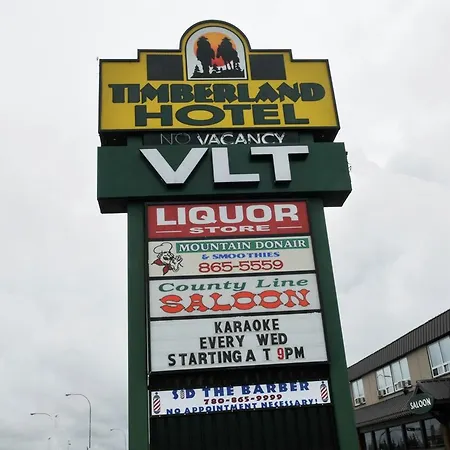 TIMBERLAND
HOTEL
NO VACANCY
VLT
LIQUOR
STORE
MOUNTAIN DONAIR
& SMOOTHIES
865-5559
County Line
SALOON
KARAOKE
EVERY WED
STARTING A T 9PM
SID THE BARBER
780-865-9999
NO APPOINTMENT NECESSARY!
SALOON